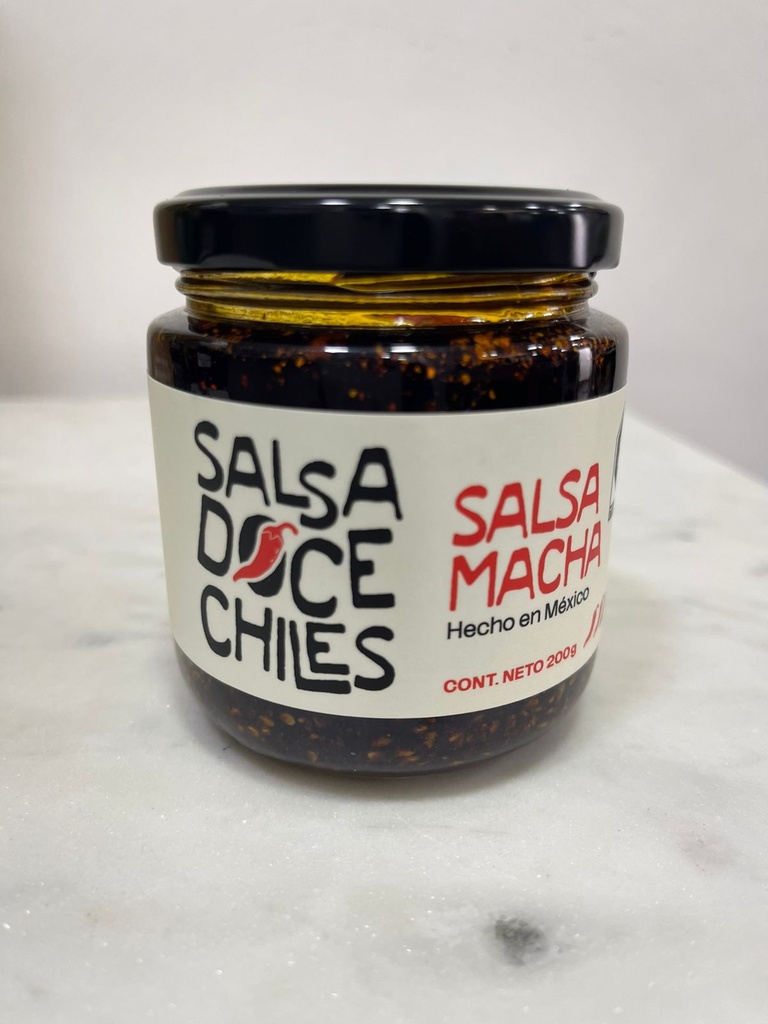 SALSA
DOCE
CHILES
SALSA
MACHA
Hecho en México
CONT. NETO 200g